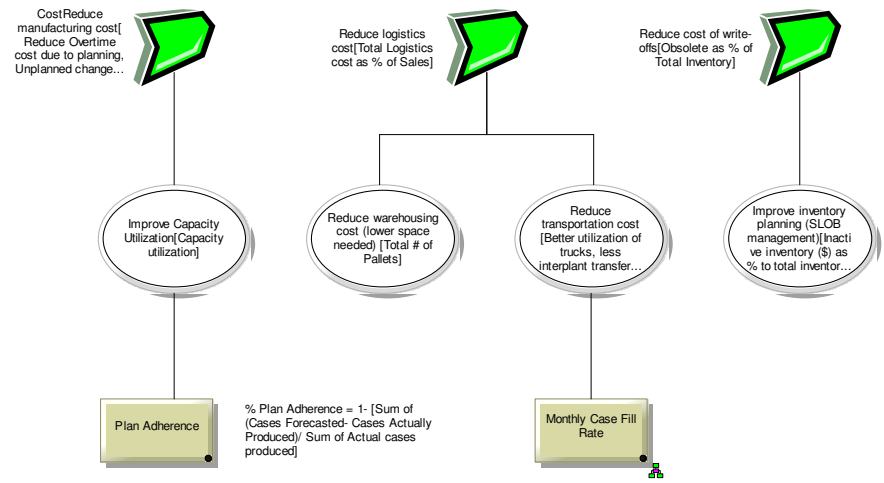 CostReduce
manufacturing cost[
Reduce Overtime
cost due to planning,
Unplanned change...
Reduce logistics
cost[Total Logistics
cost as % of Sales]
Reduce cost of write-
offs[Obsolete as % of
Total Inventory]
Improve Capacity
Utilization[Capacity
utilization]
Reduce warehousing
cost (lower space
needed) [Total # of
Pallets]
Reduce
transportation cost
[Better utilization of
trucks, less
interplant transfer...
Improve inventory
planning (SLOB
management)[Inacti
ve inventory ($) as
% to total inventor...
Plan Adherence
% Plan Adherence = 1- [Sum of
(Cases Forecasted- Cases Actually
Produced)/ Sum of Actual cases
produced]
Monthly Case Fill
Rate